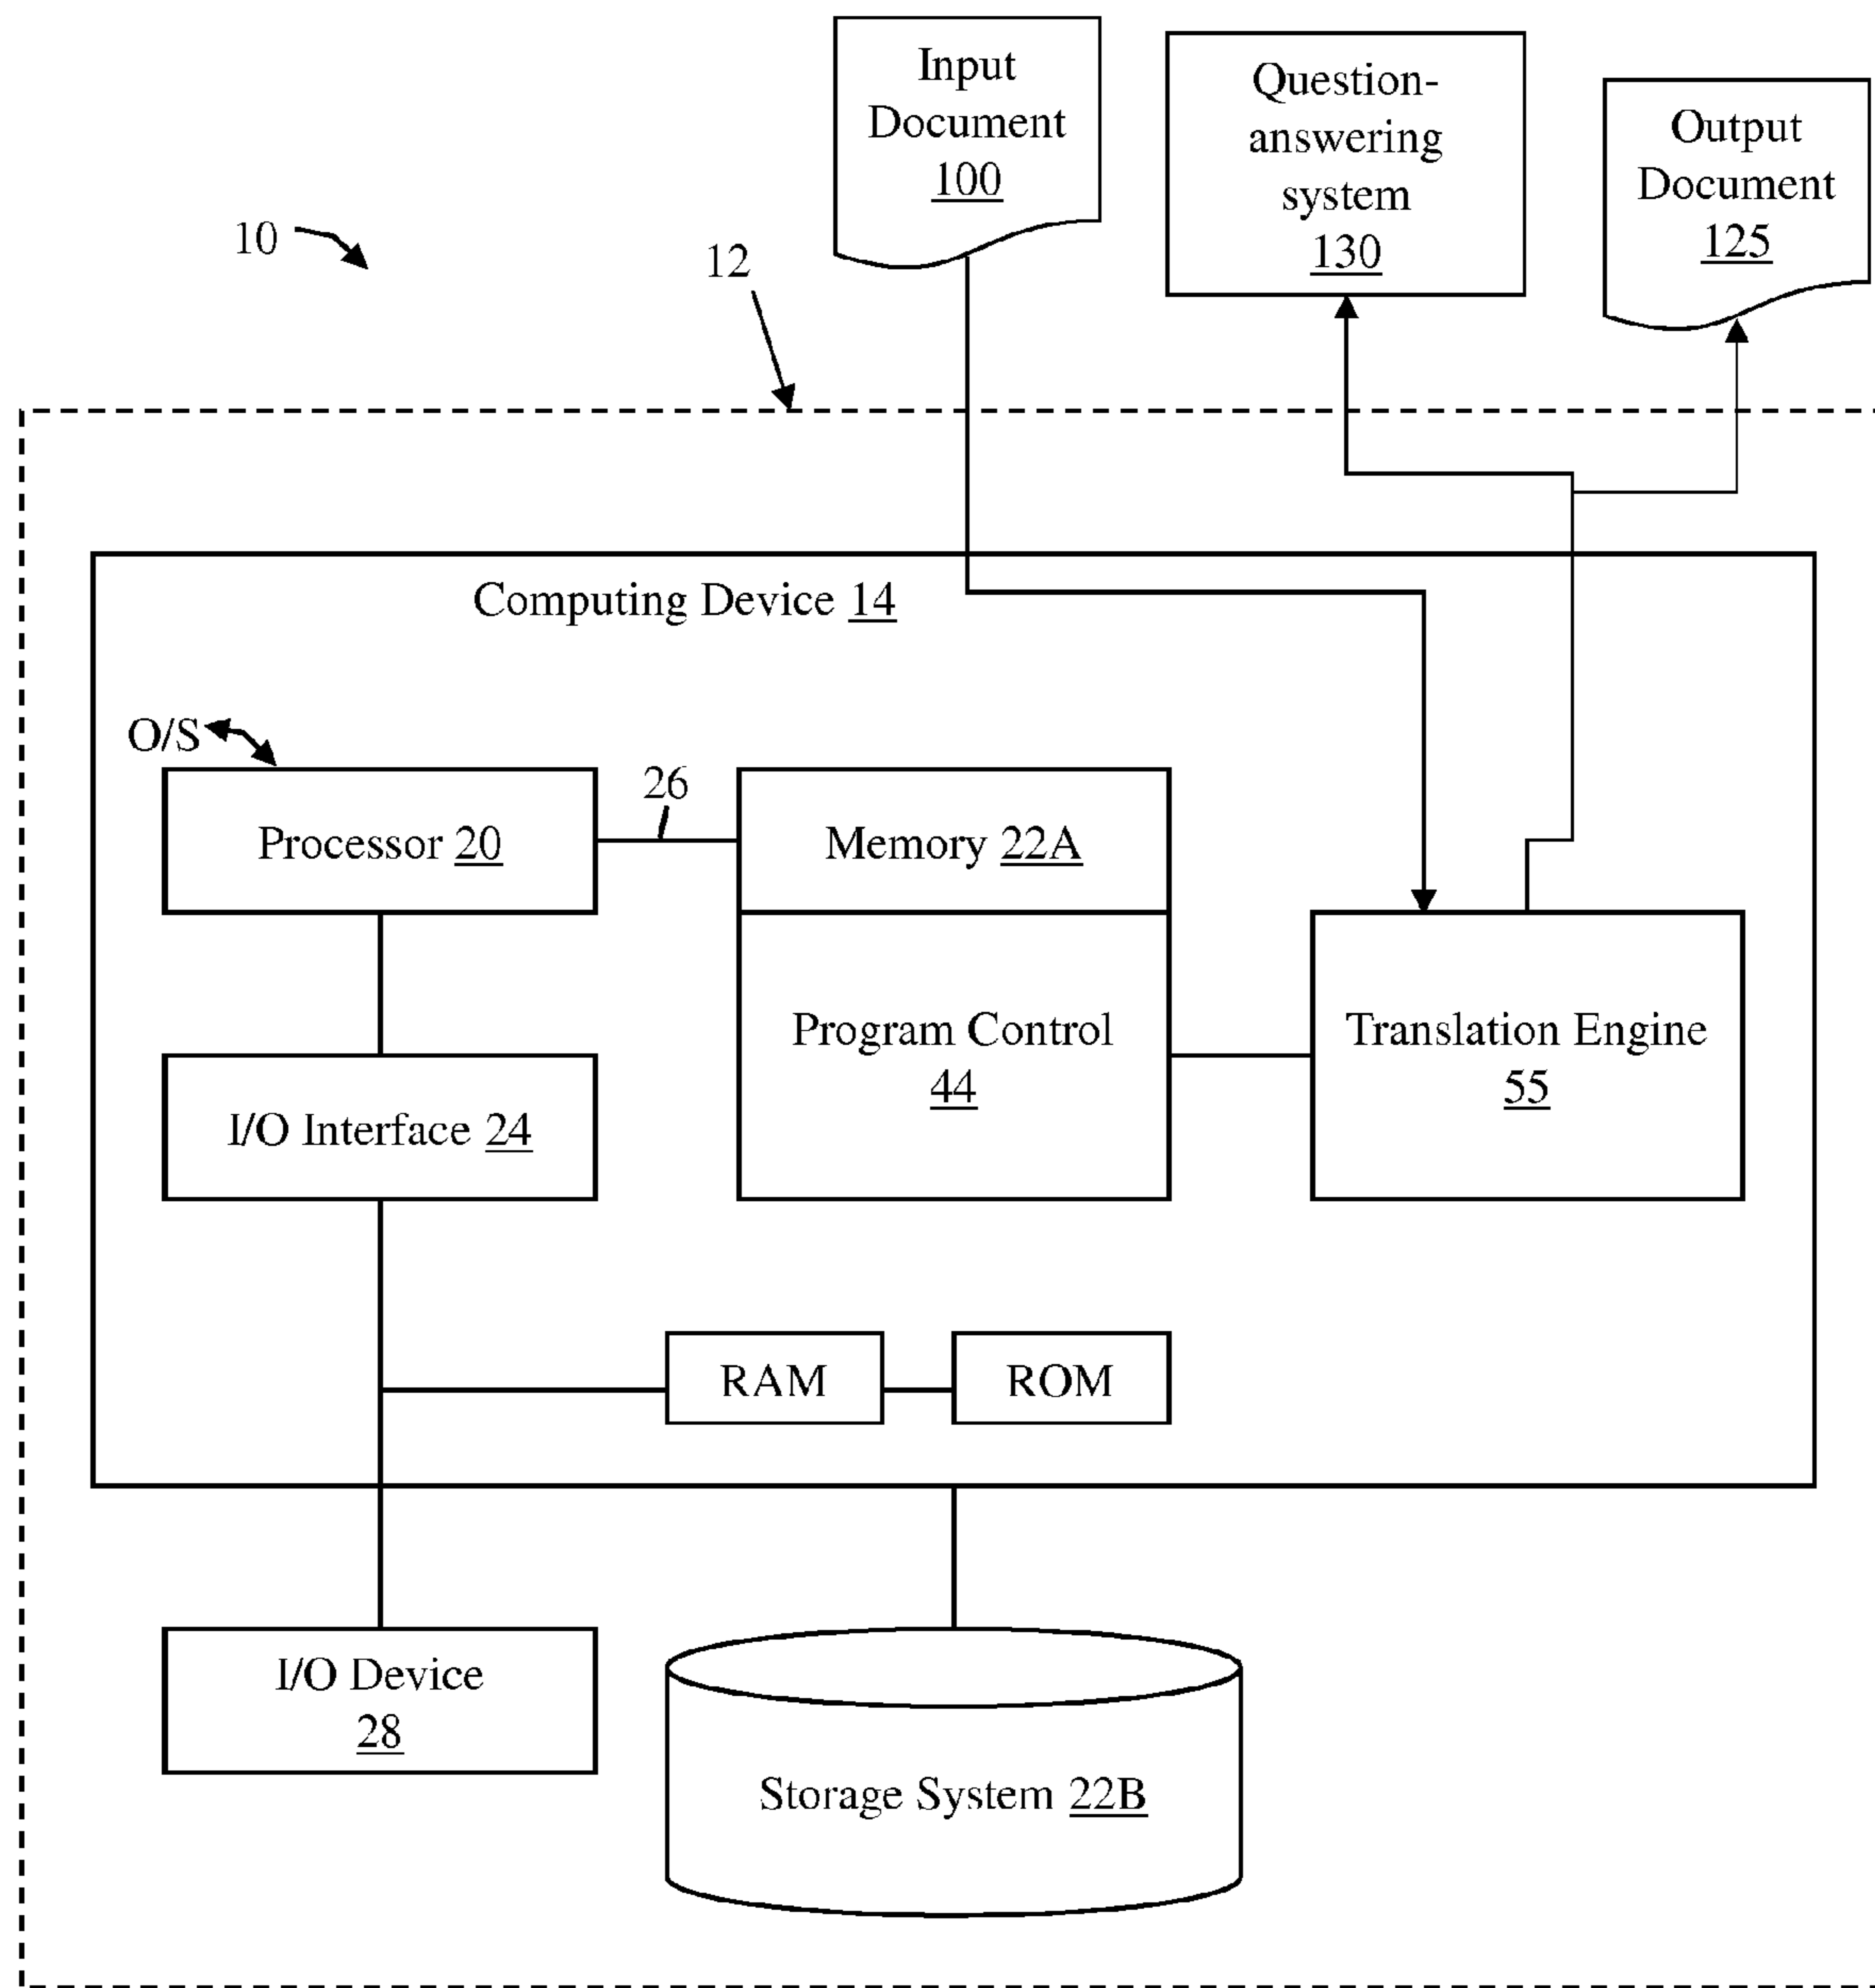 Input
Document
100
Question-
answering
system
130
Output
Document
125
10
12
Computing Device 14
O/S
26
Processor 20
Memory 22A
Program Control
44
Translation Engine
55
I/O Interface 24
RAM
ROM
I/O Device
28
Storage System 22B